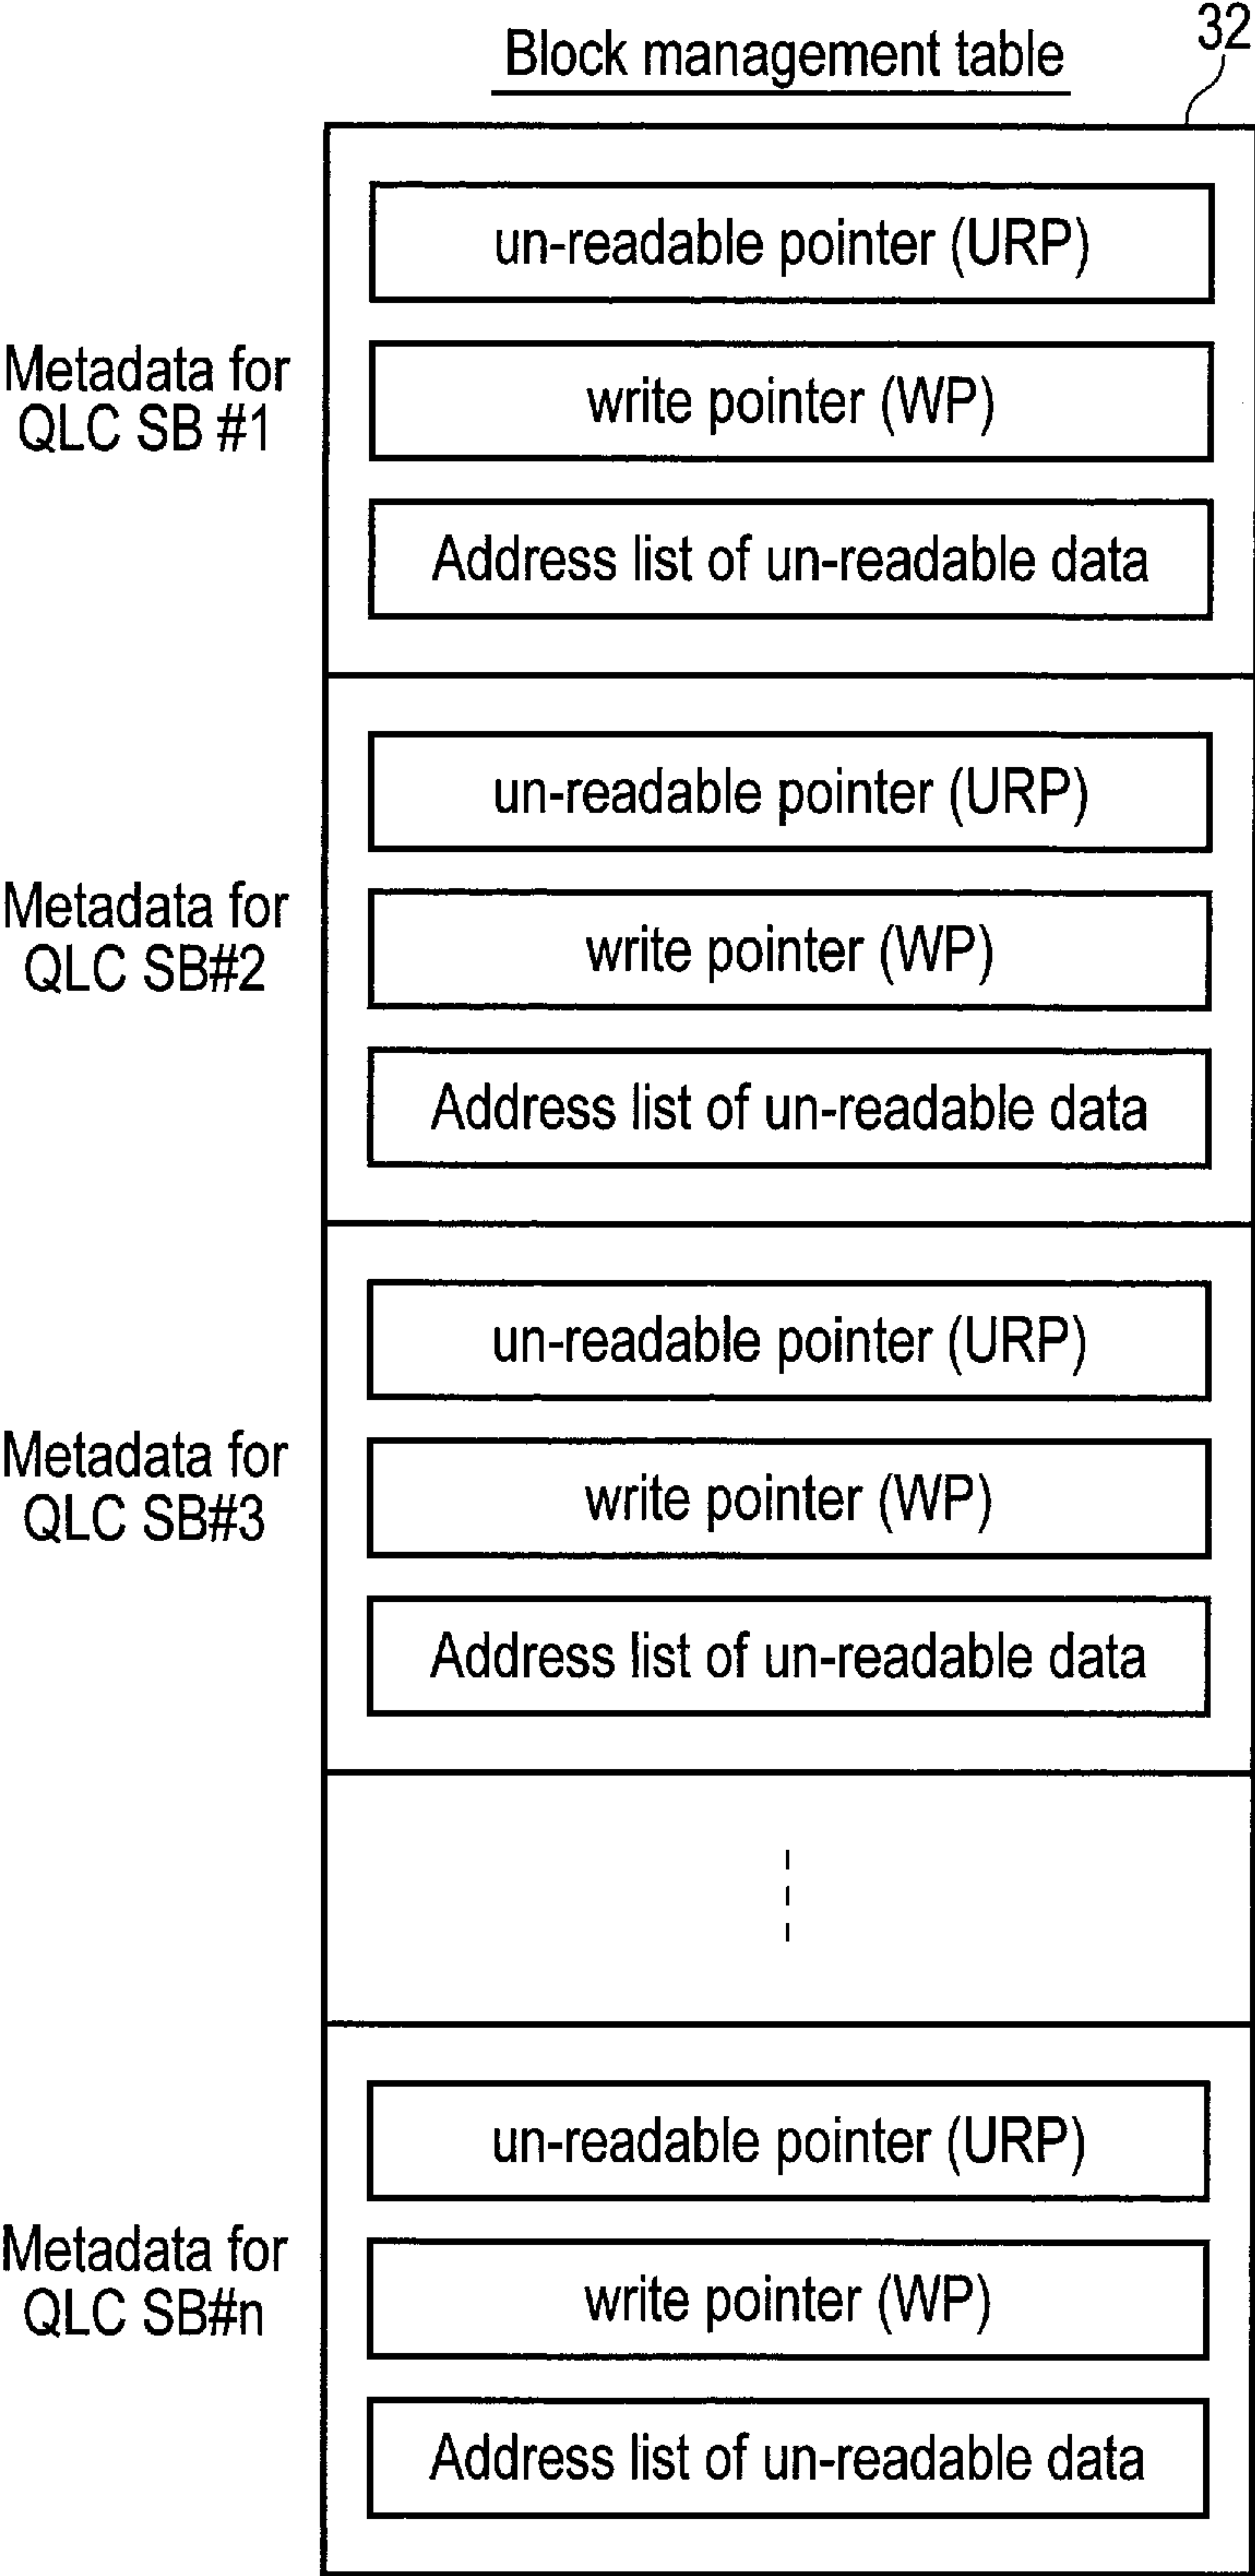 32
Block management table
un-readable pointer (URP)
Metadata for
QLC SB #1
write pointer (WP)
Address list of un-readable data
un-readable pointer (URP)
Metadata for
QLC SB#2
write pointer (WP)
Address list of un-readable data
un-readable pointer (URP)
Metadata for
QLC SB#3
write pointer (WP)
Address list of un-readable data
un-readable pointer (URP)
Metadata for
QLC SB#n
write pointer (WP)
Address list of un-readable data